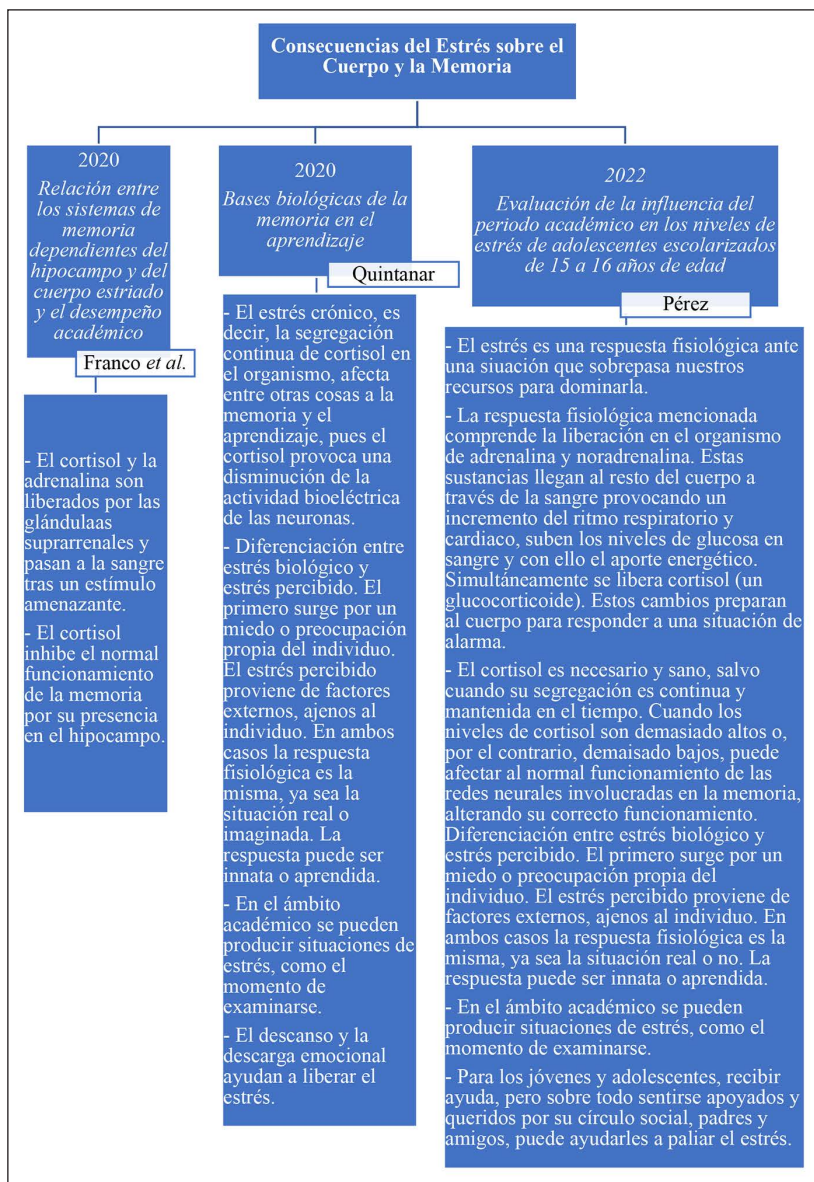 Consecuencias del Estrés sobre el
Cuerpo y la Memoria
2020
Relación entre
los sistemas de
memoria
dependientes del
hipocampo y del
cuerpo estriado
y el desempeño
académico
Franco et al.
- El cortisol y la
adrenalina son
liberados por las
glándulaas
suprarrenales y
pasan a la sangre
tras un estímulo
amenazante.
- El cortisol
inhibe el normal
funcionamiento
de la memoria
por su presencia
en el hipocampo.
2020
Bases biológicas de la
memoria en el
aprendizaje
Quintanar
- El estrés crónico, es
decir, la segregación
continua de cortisol en
el organismo, afecta
entre otras cosas a la
memoria y el
aprendizaje, pues el
cortisol provoca una
disminución de la
actividad bioeléctrica
de las neuronas.
- Diferenciación entre
estrés biológico y
estrés percibido. El
primero surge por un
miedo o preocupación
propia del individuo.
El estrés percibido
proviene de factores
externos, ajenos al
individuo. En ambos
casos la respuesta
fisiológica es la
misma, ya sea la
situación real o
imaginada. La
respuesta puede ser
innata o aprendida.
- En el ámbito
académico se pueden
producir situaciones de
estrés, como el
momento de
examinarse.
- El descanso y la
descarga emocional
ayudan a liberar el
estrés.
2022
Evaluación de la influencia del
periodo académico en los niveles de
estrés de adolescentes escolarizados
de 15 a 16 años de edad
Pérez
- El estrés es una respuesta fisiológica ante
una siuación que sobrepasa nuestros
recursos para dominarla.
- La respuesta fisiológica mencionada
comprende la liberación en el organismo
de adrenalina y noradrenalina. Estas
sustancias llegan al resto del cuerpo a
través de la sangre provocando un
incremento del ritmo respiratorio y
cardiaco, suben los niveles de glucosa en
sangre y con ello el aporte energético.
Simultáneamente se libera cortisol (un
glucocorticoide). Estos cambios preparan
al cuerpo para responder a una situación de
alarma.
- El cortisol es necesario y sano, salvo
cuando su segregación es continua y
mantenida en el tiempo. Cuando los
niveles de cortisol son demasiado altos o,
por el contrario, demaisado bajos, puede
afectar al normal funcionamiento de las
redes neurales involucradas en la memoria,
alterando su correcto funcionamiento.
Diferenciación entre estrés biológico y
estrés percibido. El primero surge por un
miedo o preocupación propia del
individuo. El estrés percibido proviene de
factores externos, ajenos al individuo. En
ambos casos la respuesta fisiológica es la
misma, ya sea la situación real o no. La
respuesta puede ser innata o aprendida.
- En el ámbito académico se pueden
producir situaciones de estrés, como el
momento de examinarse.
- Para los jóvenes y adolescentes, recibir
ayuda, pero sobre todo sentirse apoyados y
queridos por su círculo social, padres y
amigos, puede ayudarles a paliar el estrés.